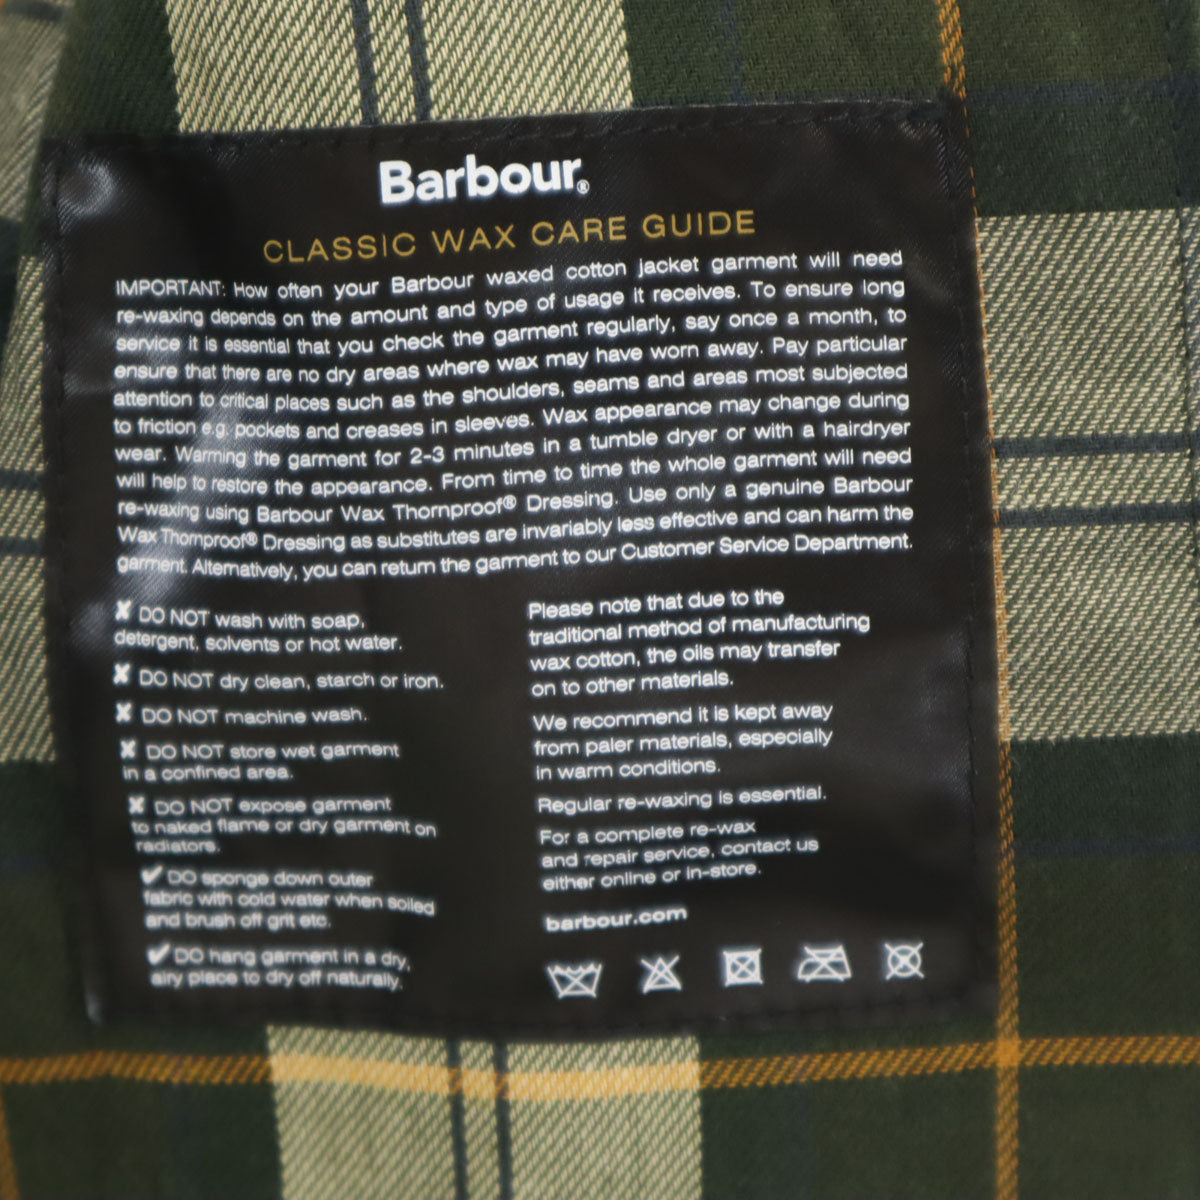 Barbour®
CLASSIC WAX CARE GUIDE
IMPORTANT: How often your Barbour waxed cotton jacket garment will need
re-waxing depends on the amount and type of usage it receives. To ensure long
service it is essential that you check the garment regularly, say once a month, to
ensure that there are no dry areas where wax may have worn away. Pay particular
attention to critical places such as the shoulders, seams and areas most subjected
to friction e.g. pockets and creases in sleeves. Wax appearance may change during
wear. Warming the garment for 2-3 minutes in a tumble dryer or with a hairdryer
will help to restore the appearance. From time to time the whole garment will need
re-waxing using Barbour Wax Thornproof® Dressing. Use only a genuine Barbour
Wax Thornproof® Dressing as substitutes are invariably less effective and can harm the
garment. Alternatively, you can return the garment to our Customer Service Department.
✘ DO NOT wash with soap,
detergent, solvents or hot water.
✘ DO NOT dry clean, starch or iron.
✘ DO NOT machine wash.
✘ DO NOT store wet garment
in a confined area.
✘ DO NOT expose garment
to naked flame or dry garment on
radiators.
✔ DO sponge down outer
fabric with cold water when soiled
and brush off grit etc.
✔ DO hang garment in a dry,
airy place to dry off naturally.
Please note that due to the
traditional method of manufacturing
wax cotton, the oils may transfer
on to other materials.
We recommend it is kept away
from paler materials, especially
in warm conditions.
Regular re-waxing is essential.
For a complete re-wax
and repair service, contact us
either online or in-store.
barbour.com